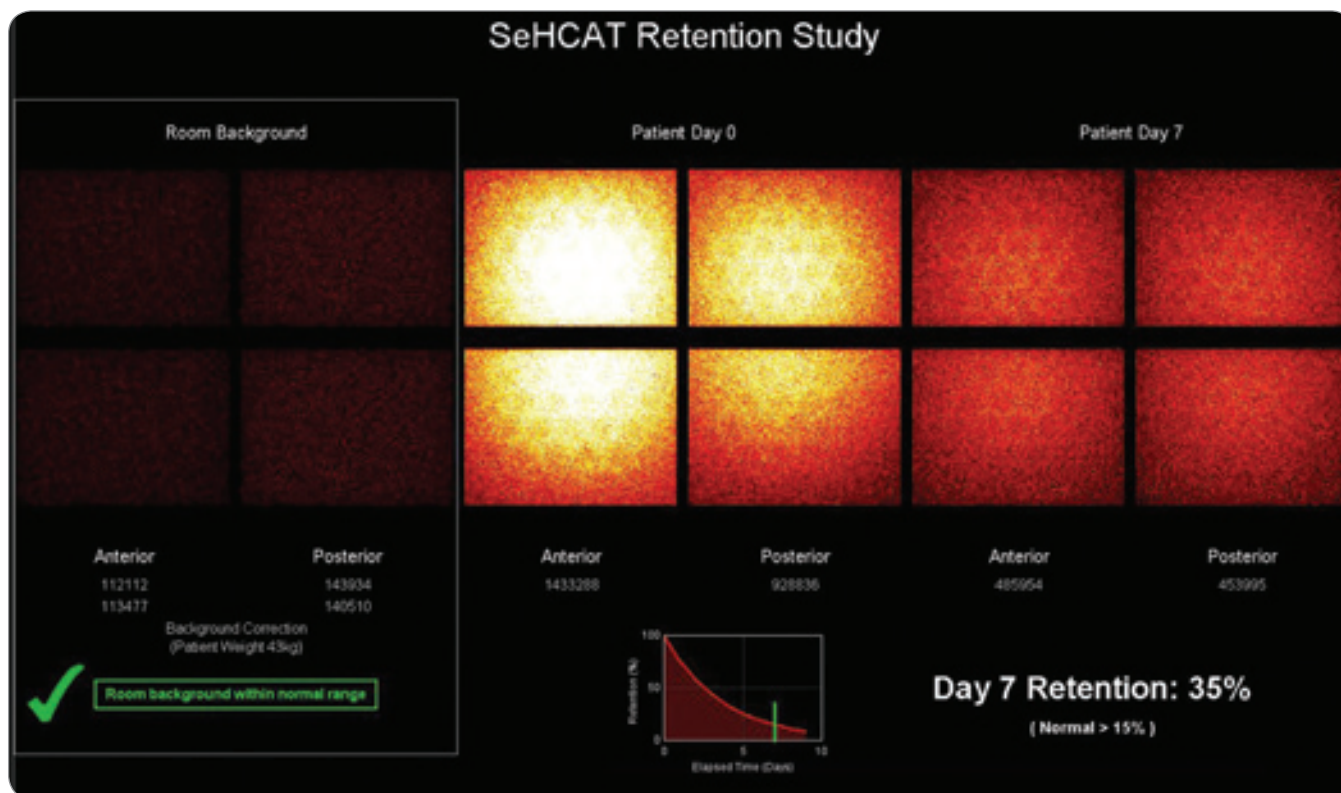 SeHCAT Retention Study
Room Background
Patient Day 0
Patient Day 7
Anterior Posterior
112112 143934
113477 140510
Background Correction
(Patient Weight 43kg)
Room background within normal range
Anterior Posterior
1433288 928836
Anterior Posterior
485954 453995
Retention (%)
100
50
0
0 5 10
Elapsed Time (Days)
Day 7 Retention: 35%
( Normal > 15% )